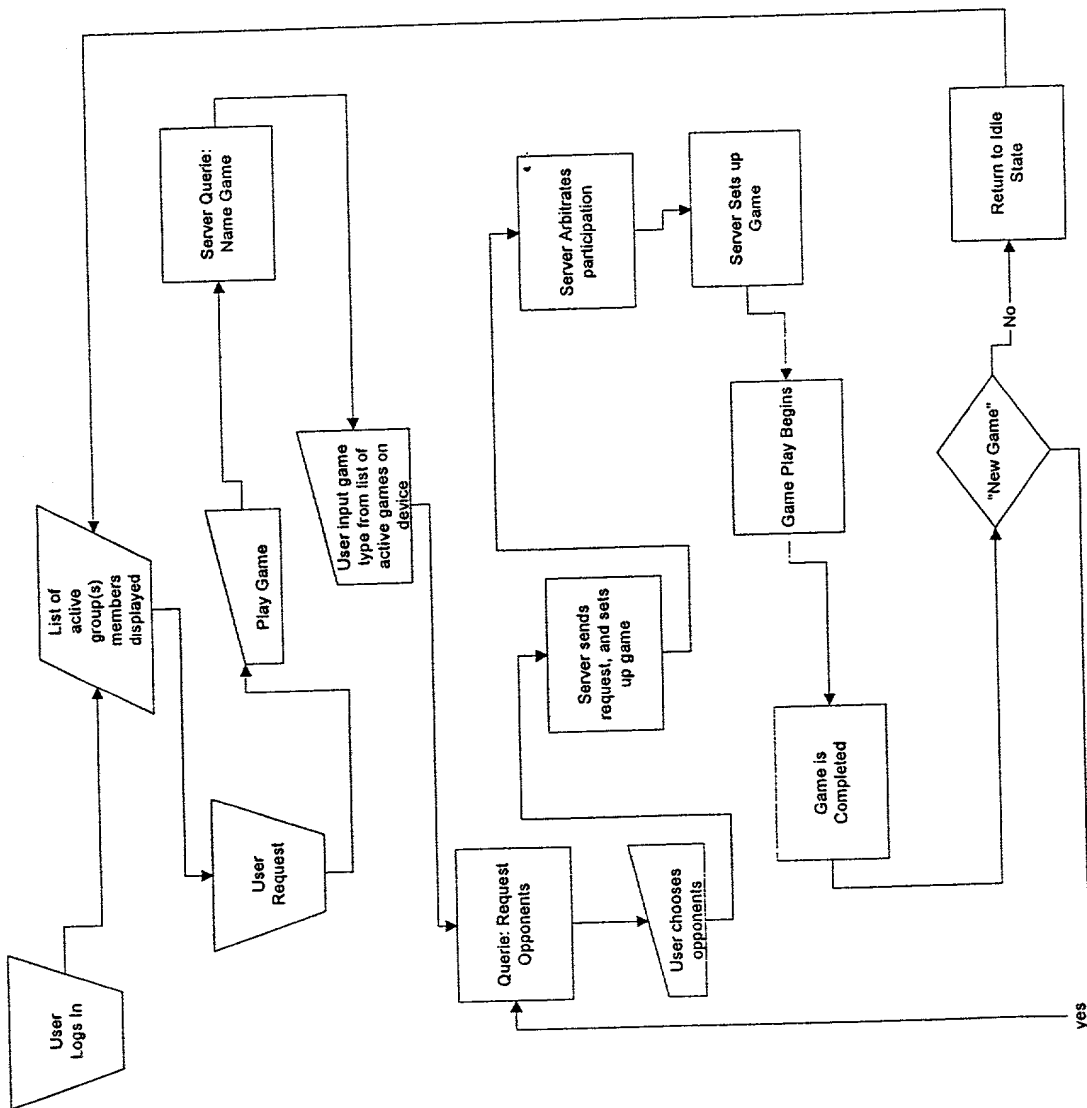 User
Logs In
List of
active
group(s)
members
displayed
User
Request
Play Game
Server Querie:
Name Game
User input game
type from list of
active games on
device
Querie: Request
Opponents
User chooses
opponents
Server sends
request, and sets
up game
Server Arbitrates
participation
Server Sets up
Game
Game Play Begins
Game is
Completed
"New Game"
No
Return to Idle
State
yes